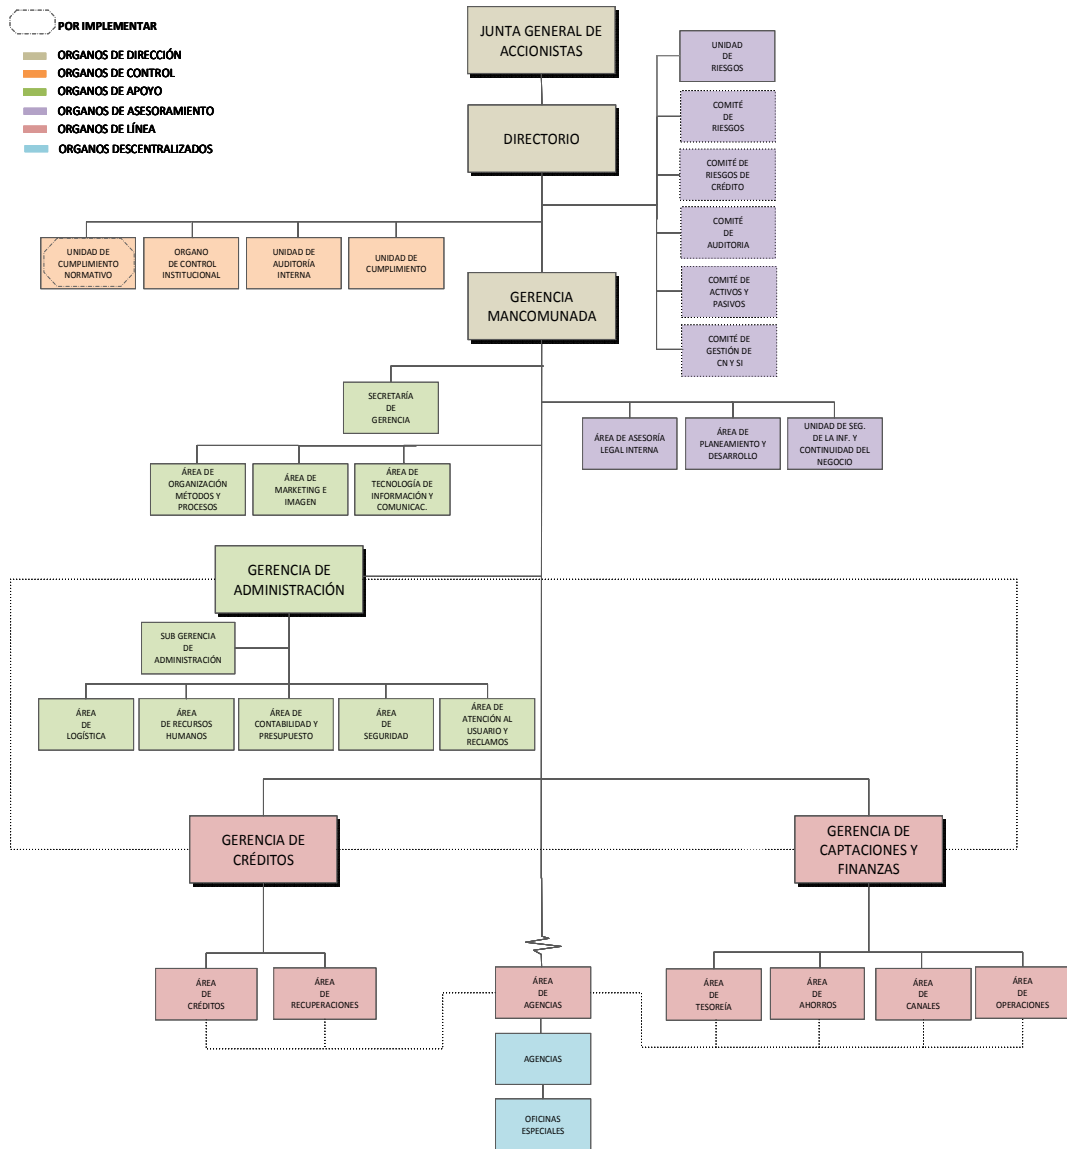 POR IMPLEMENTAR
ORGANOS DE DIRECCIÓN
ORGANOS DE CONTROL
ORGANOS DE APOYO
ORGANOS DE ASESORAMIENTO
ORGANOS DE LÍNEA
ORGANOS DESCENTRALIZADOS
JUNTA GENERAL DE
ACCIONISTAS
DIRECTORIO
UNIDAD
DE
RIESGOS
COMITÉ
DE
RIESGOS
COMITÉ DE
RIESGOS DE
CRÉDITO
COMITÉ
DE
AUDITORIA
COMITÉ DE
ACTIVOS Y
PASIVOS
COMITÉ DE
GESTIÓN DE
CN Y SI
UNIDAD DE
CUMPLIMIENTO
NORMATIVO
ORGANO
DE CONTROL
INSTITUCIONAL
UNIDAD DE
AUDITORÍA
INTERNA
UNIDAD DE
CUMPLIMIENTO
GERENCIA
MANCOMUNADA
SECRETARÍA
DE
GERENCIA
ÁREA DE ASESORÍA
LEGAL INTERNA
ÁREA DE
PLANEAMIENTO Y
DESARROLLO
UNIDAD DE SEG.
DE LA INF. Y
CONTINUIDAD DEL
NEGOCIO
ÁREA DE
ORGANIZACIÓN
MÉTODOS Y
PROCESOS
ÁREA DE
MARKETING E
IMAGEN
ÁREA DE
TECNOLOGÍA DE
INFORMACIÓN Y
COMUNICAC.
GERENCIA DE
ADMINISTRACIÓN
SUB GERENCIA
DE
ADMINISTRACIÓN
ÁREA
DE
LOGÍSTICA
ÁREA
DE RECURSOS
HUMANOS
ÁREA DE
CONTABILIDAD Y
PRESUPUESTO
ÁREA
DE
SEGURIDAD
ÁREA DE
ATENCIÓN AL
USUARIO Y
RECLAMOS
GERENCIA DE
CRÉDITOS
GERENCIA DE
CAPTACIONES Y
FINANZAS
ÁREA
DE
CRÉDITOS
ÁREA
DE
RECUPERACIONES
ÁREA
DE
AGENCIAS
ÁREA
DE
TESOREÍA
ÁREA
DE
AHORROS
ÁREA
DE
CANALES
ÁREA
DE
OPERACIONES
AGENCIAS
OFICINAS
ESPECIALES